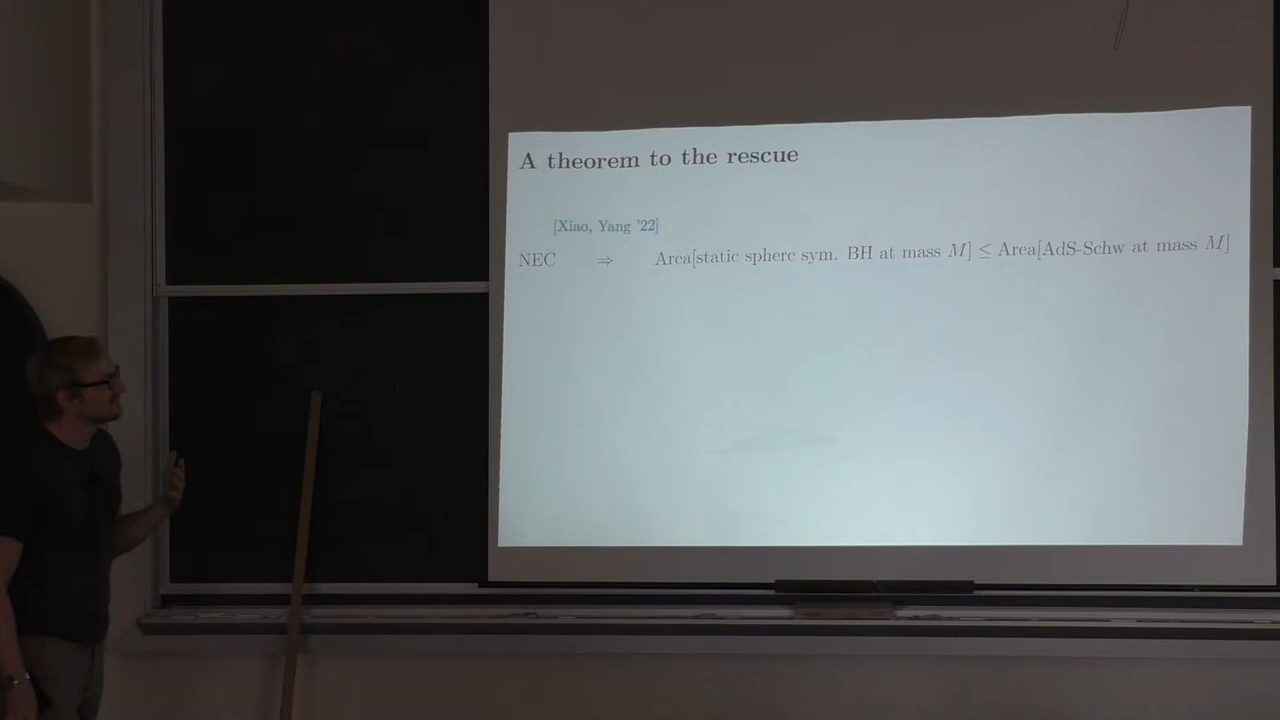 A theorem to the rescue
[Xiao, Yang '22]
NEC ⇒ Area[static sphere sym. BH at mass M] ≤ Area[AdS-Schw at mass M]